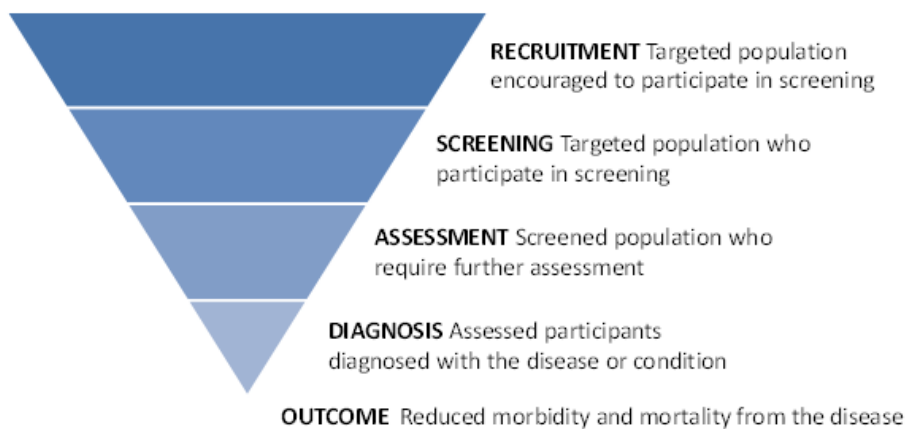 RECRUITMENT Targeted population
encouraged to participate in screening
SCREENING Targeted population who
participate in screening
ASSESSMENT Screened population who
require further assessment
DIAGNOSIS Assessed participants
diagnosed with the disease or condition
OUTCOME Reduced morbidity and mortality from the disease